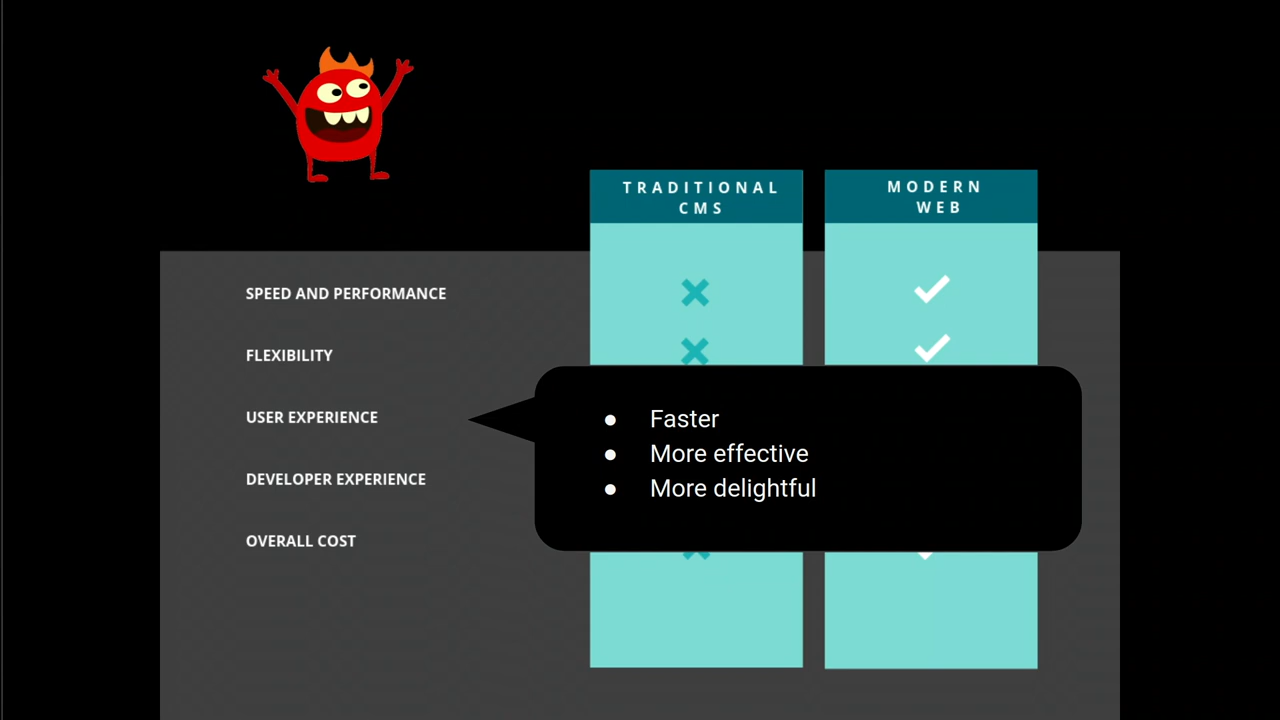 TRADITIONAL
CMS
MODERN
WEB
SPEED AND PERFORMANCE
FLEXIBILITY
USER EXPERIENCE
DEVELOPER EXPERIENCE
OVERALL COST
● Faster
● More effective
● More delightful